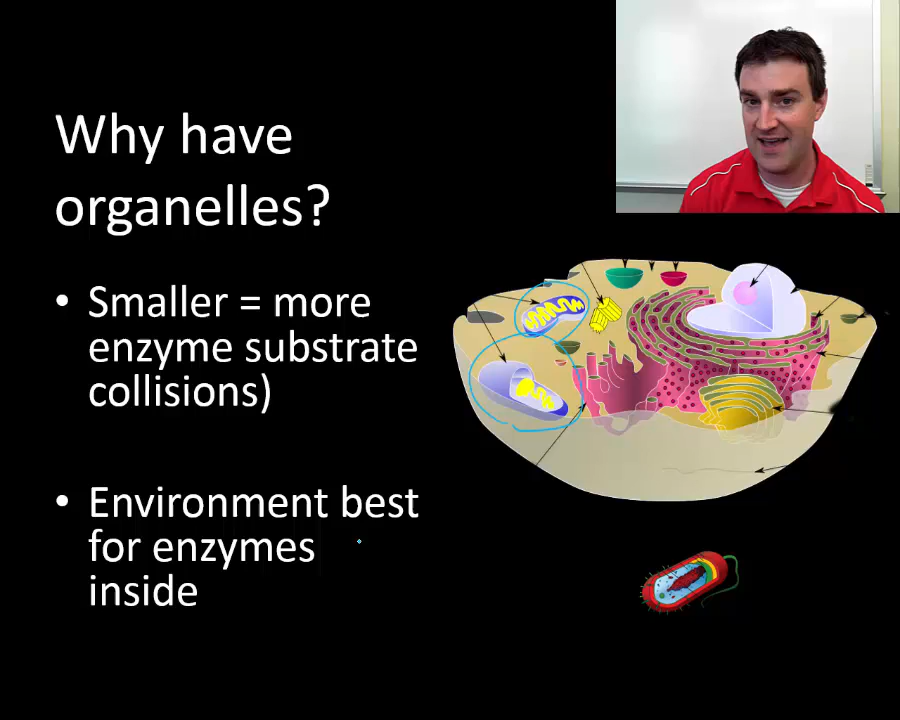 Why have
organelles?
• Smaller = more
enzyme substrate
collisions)
• Environment best
for enzymes
inside